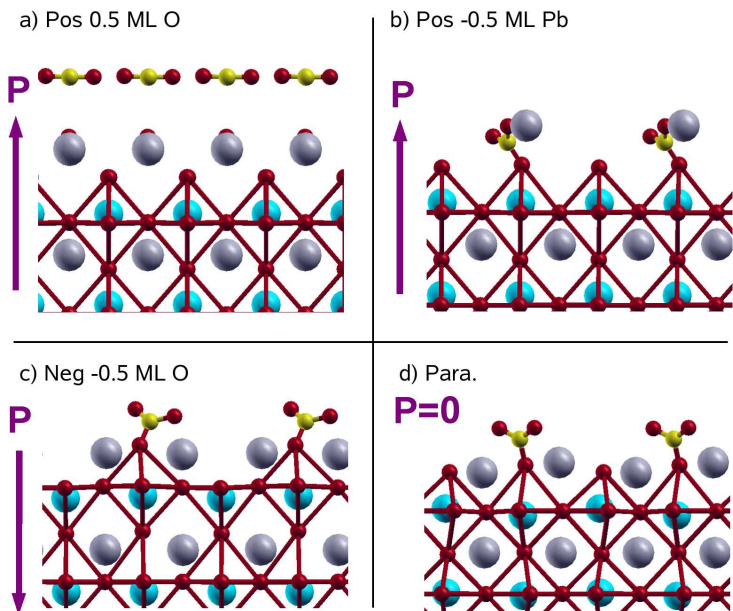 a) Pos 0.5 ML O
b) Pos -0.5 ML Pb
P
P
c) Neg -0.5 ML O
d) Para.
P
P=0